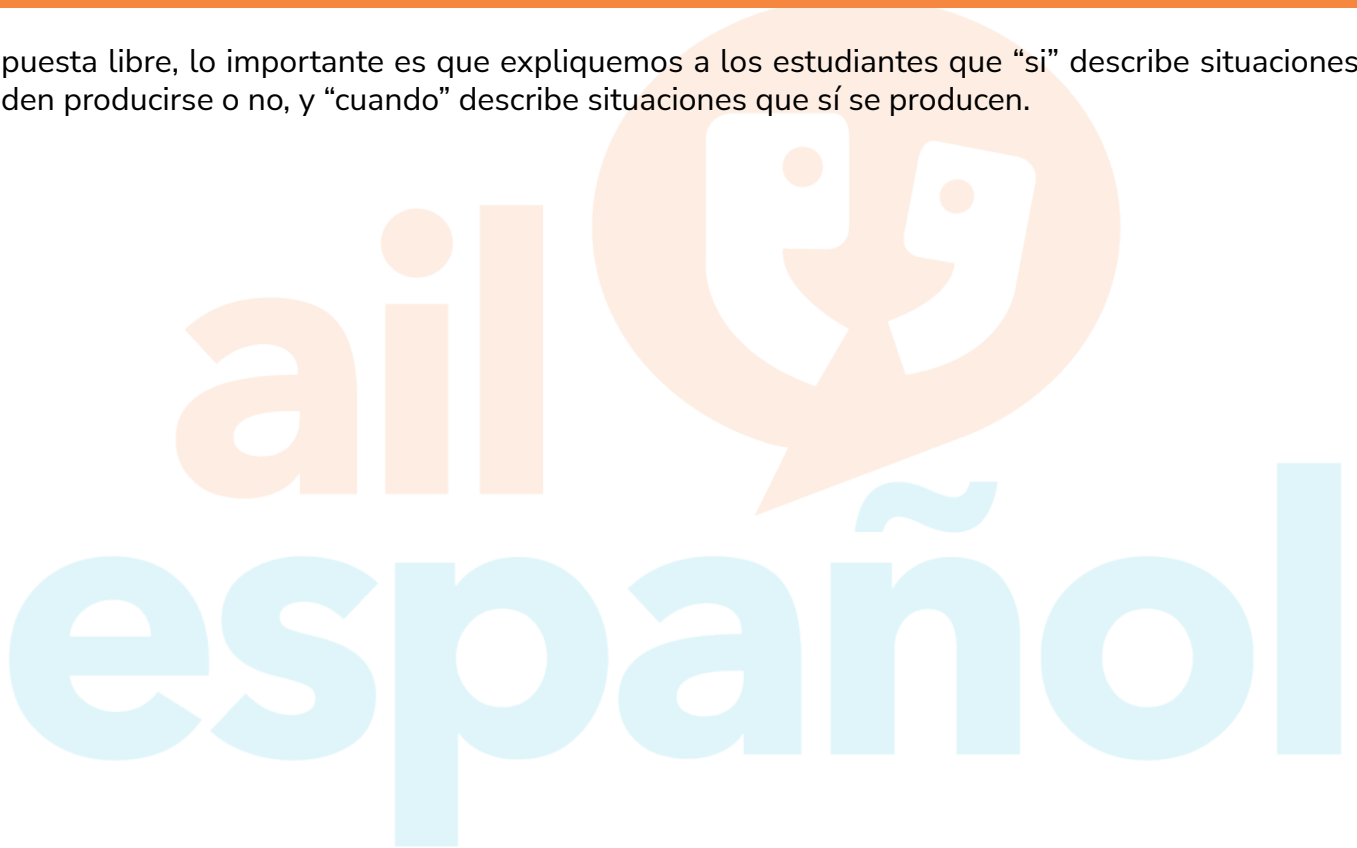 puesta libre, lo importante es que expliquemos a los estudiantes que “si” describe situaciones
den producirse o no, y “cuando” describe situaciones que sí se producen.
ail
español